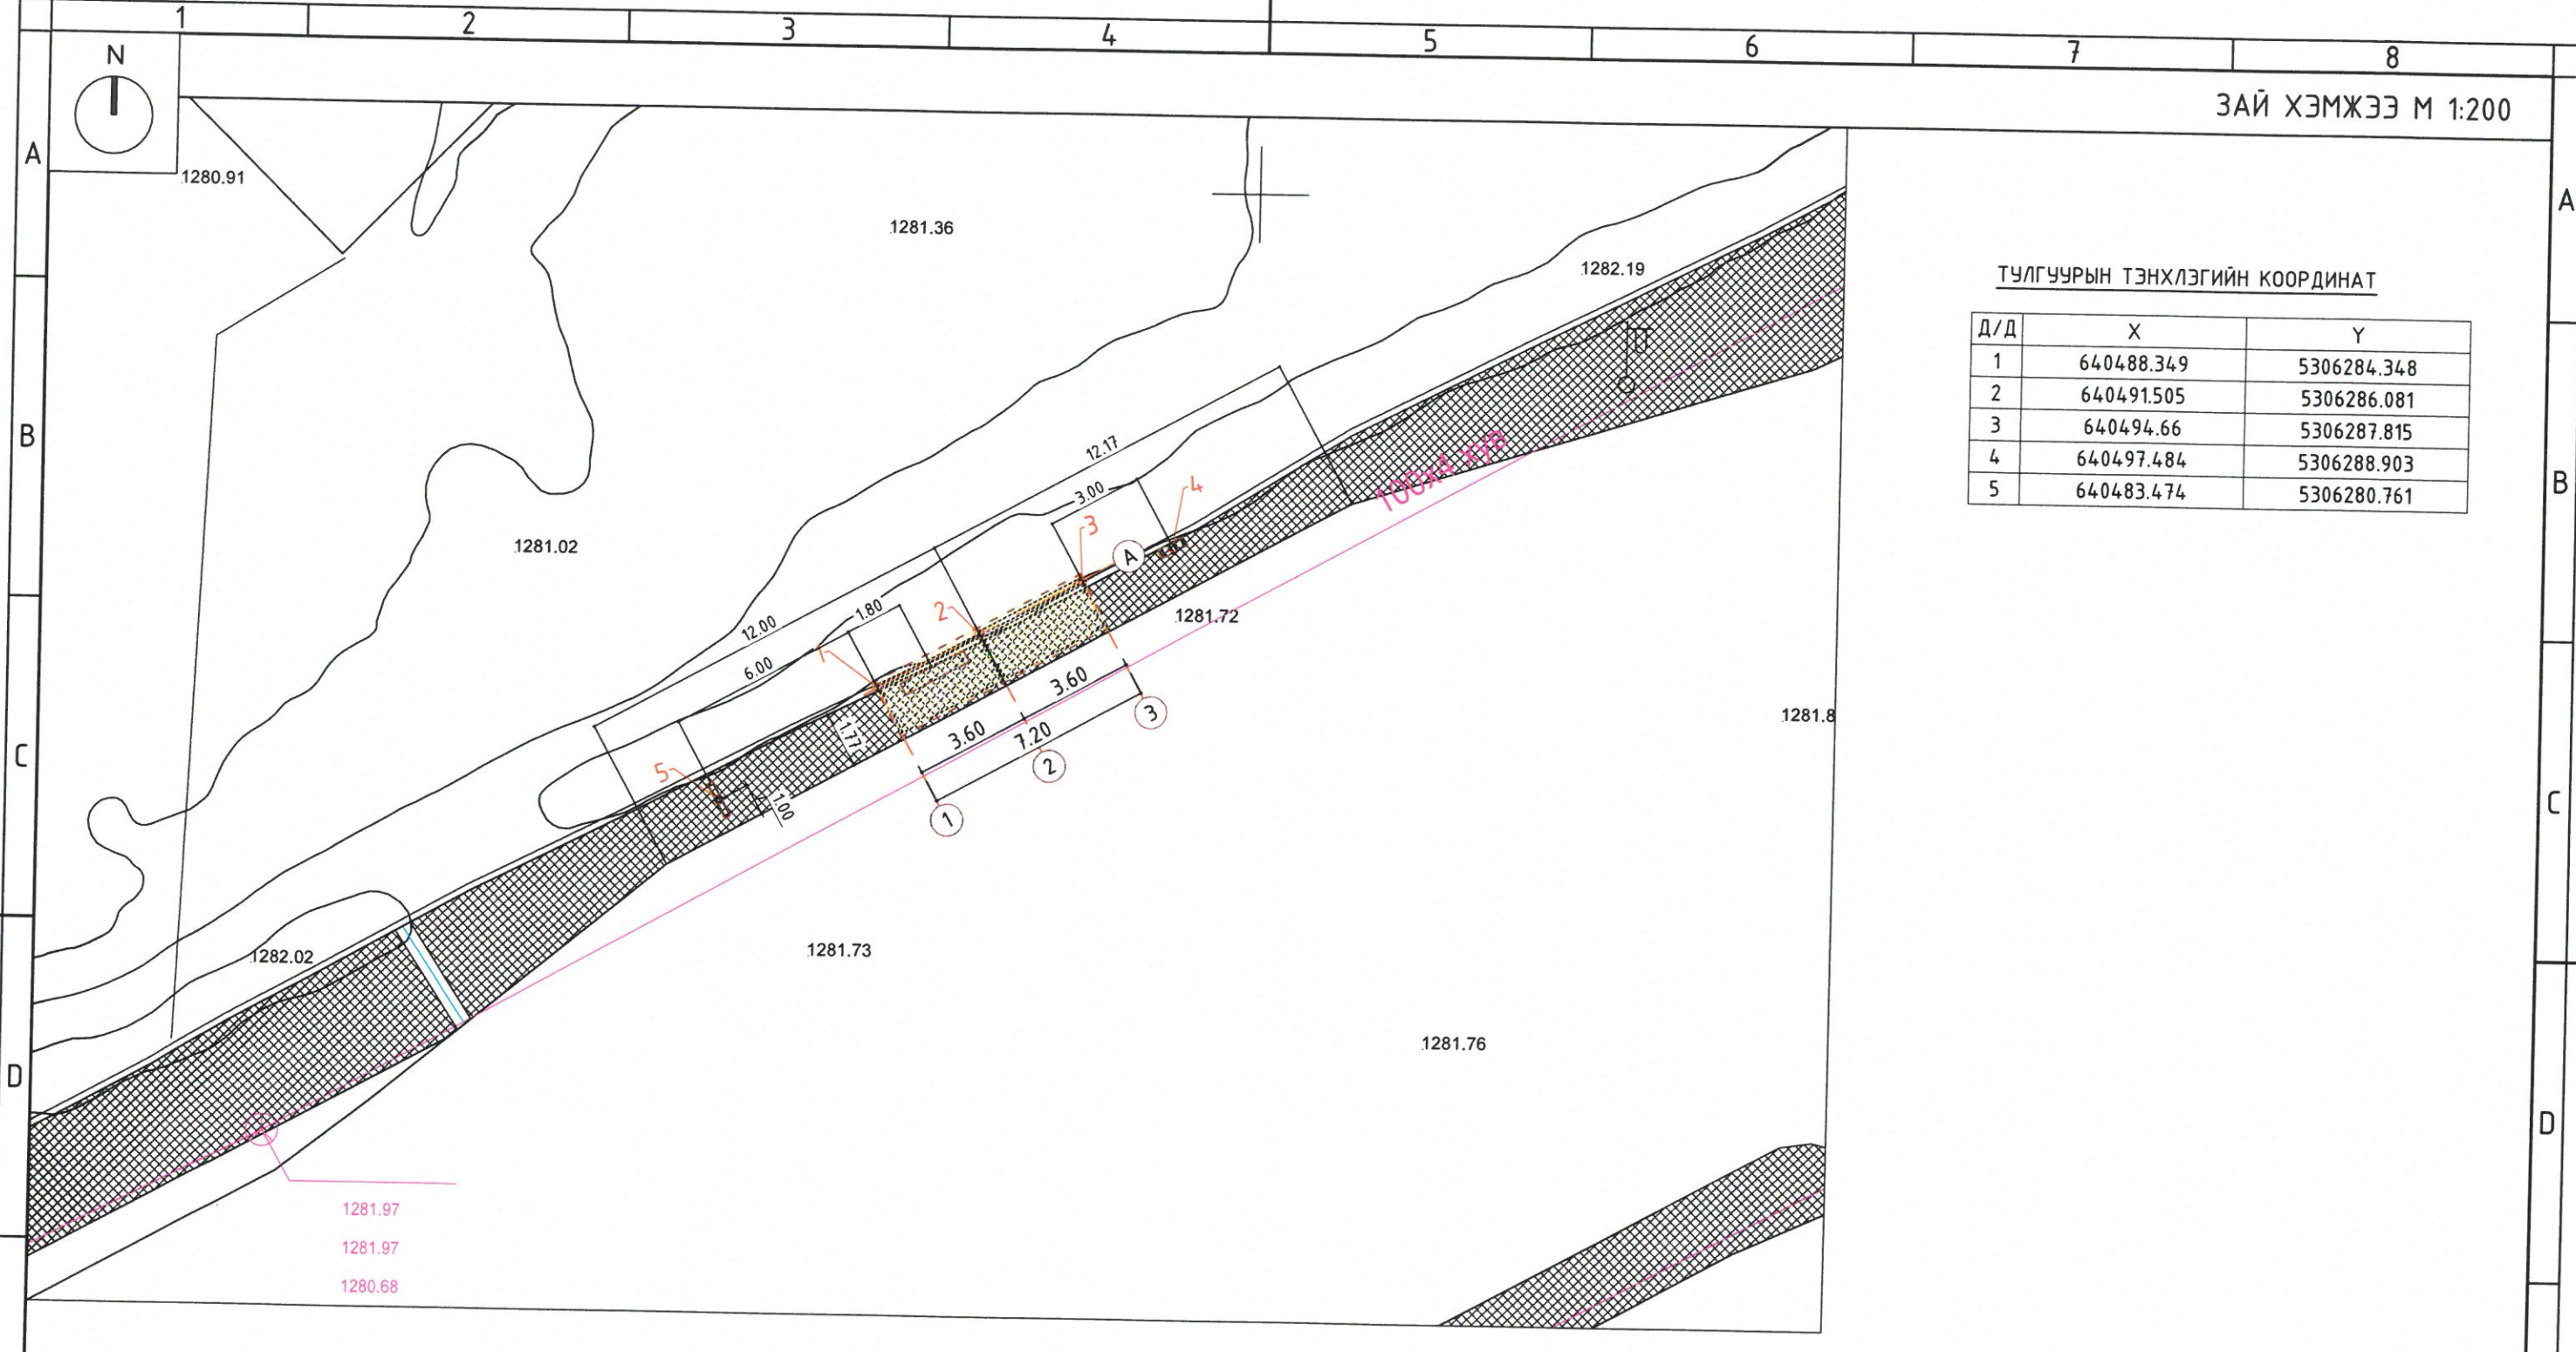 1 2 3 4 5 6 7 8
N
ЗАЙ ХЭМЖЭЭ М 1:200
A A
1280.91
1281.36
1282.19
ТУЛГУУРЫН ТЭНХЛЭГИЙН КООРДИНАТ
Д/Д X Y
1 640488.349 5306284.348
2 640491.505 5306286.081
3 640494.66 5306287.815
4 640497.484 5306288.903
5 640483.474 5306280.761
B B
12.17
100x4 хув
3.00
4
3
1281.02
A
2
1.80
12.00
1281.72
1
6.00
3.60
1281.8
3
1.77
3.60
7.20
2
C C
5
1.00
1
1282.02
1281.73
1281.76
D D
1281.97
1281.97
1280.68